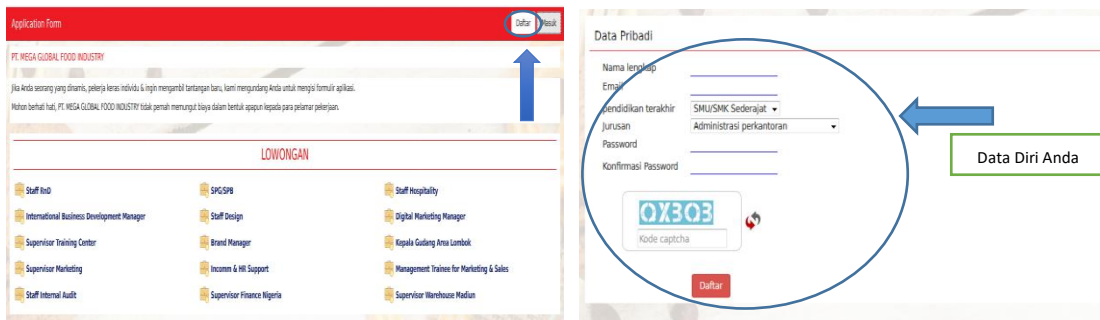 Application Form
Daftar
Masuk
PT. MEGA GLOBAL FOOD INDUSTRY
Jika Anda seorang yang dinamis, pekerja keras individu & ingin mengambil tantangan baru, kami mengundang Anda untuk mengisi formulir aplikasi.
Mohon berhati hati, PT. MEGA GLOBAL FOOD INDUSTRY tidak pernah memungut biaya dalam bentuk apapun kepada para pelamar pekerjaan.
LOWONGAN
Staff RnD
SPG/SPB
Staff Hospitality
International Business Development Manager
Staff Design
Digital Marketing Manager
Supervisor Training Center
Brand Manager
Kepala Gudang Area Lombok
Supervisor Marketing
Incomm & HR Support
Management Trainee for Marketing & Sales
Staff Internal Audit
Supervisor Finance Nigeria
Supervisor Warehouse Madiun
Data Pribadi
Nama lengkap
Email
pendidikan terakhir
SMU/SMK Sederajat
Jurusan
Administrasi perkantoran
Password
Konfirmasi Password
Kode captcha
Daftar
Data Diri Anda